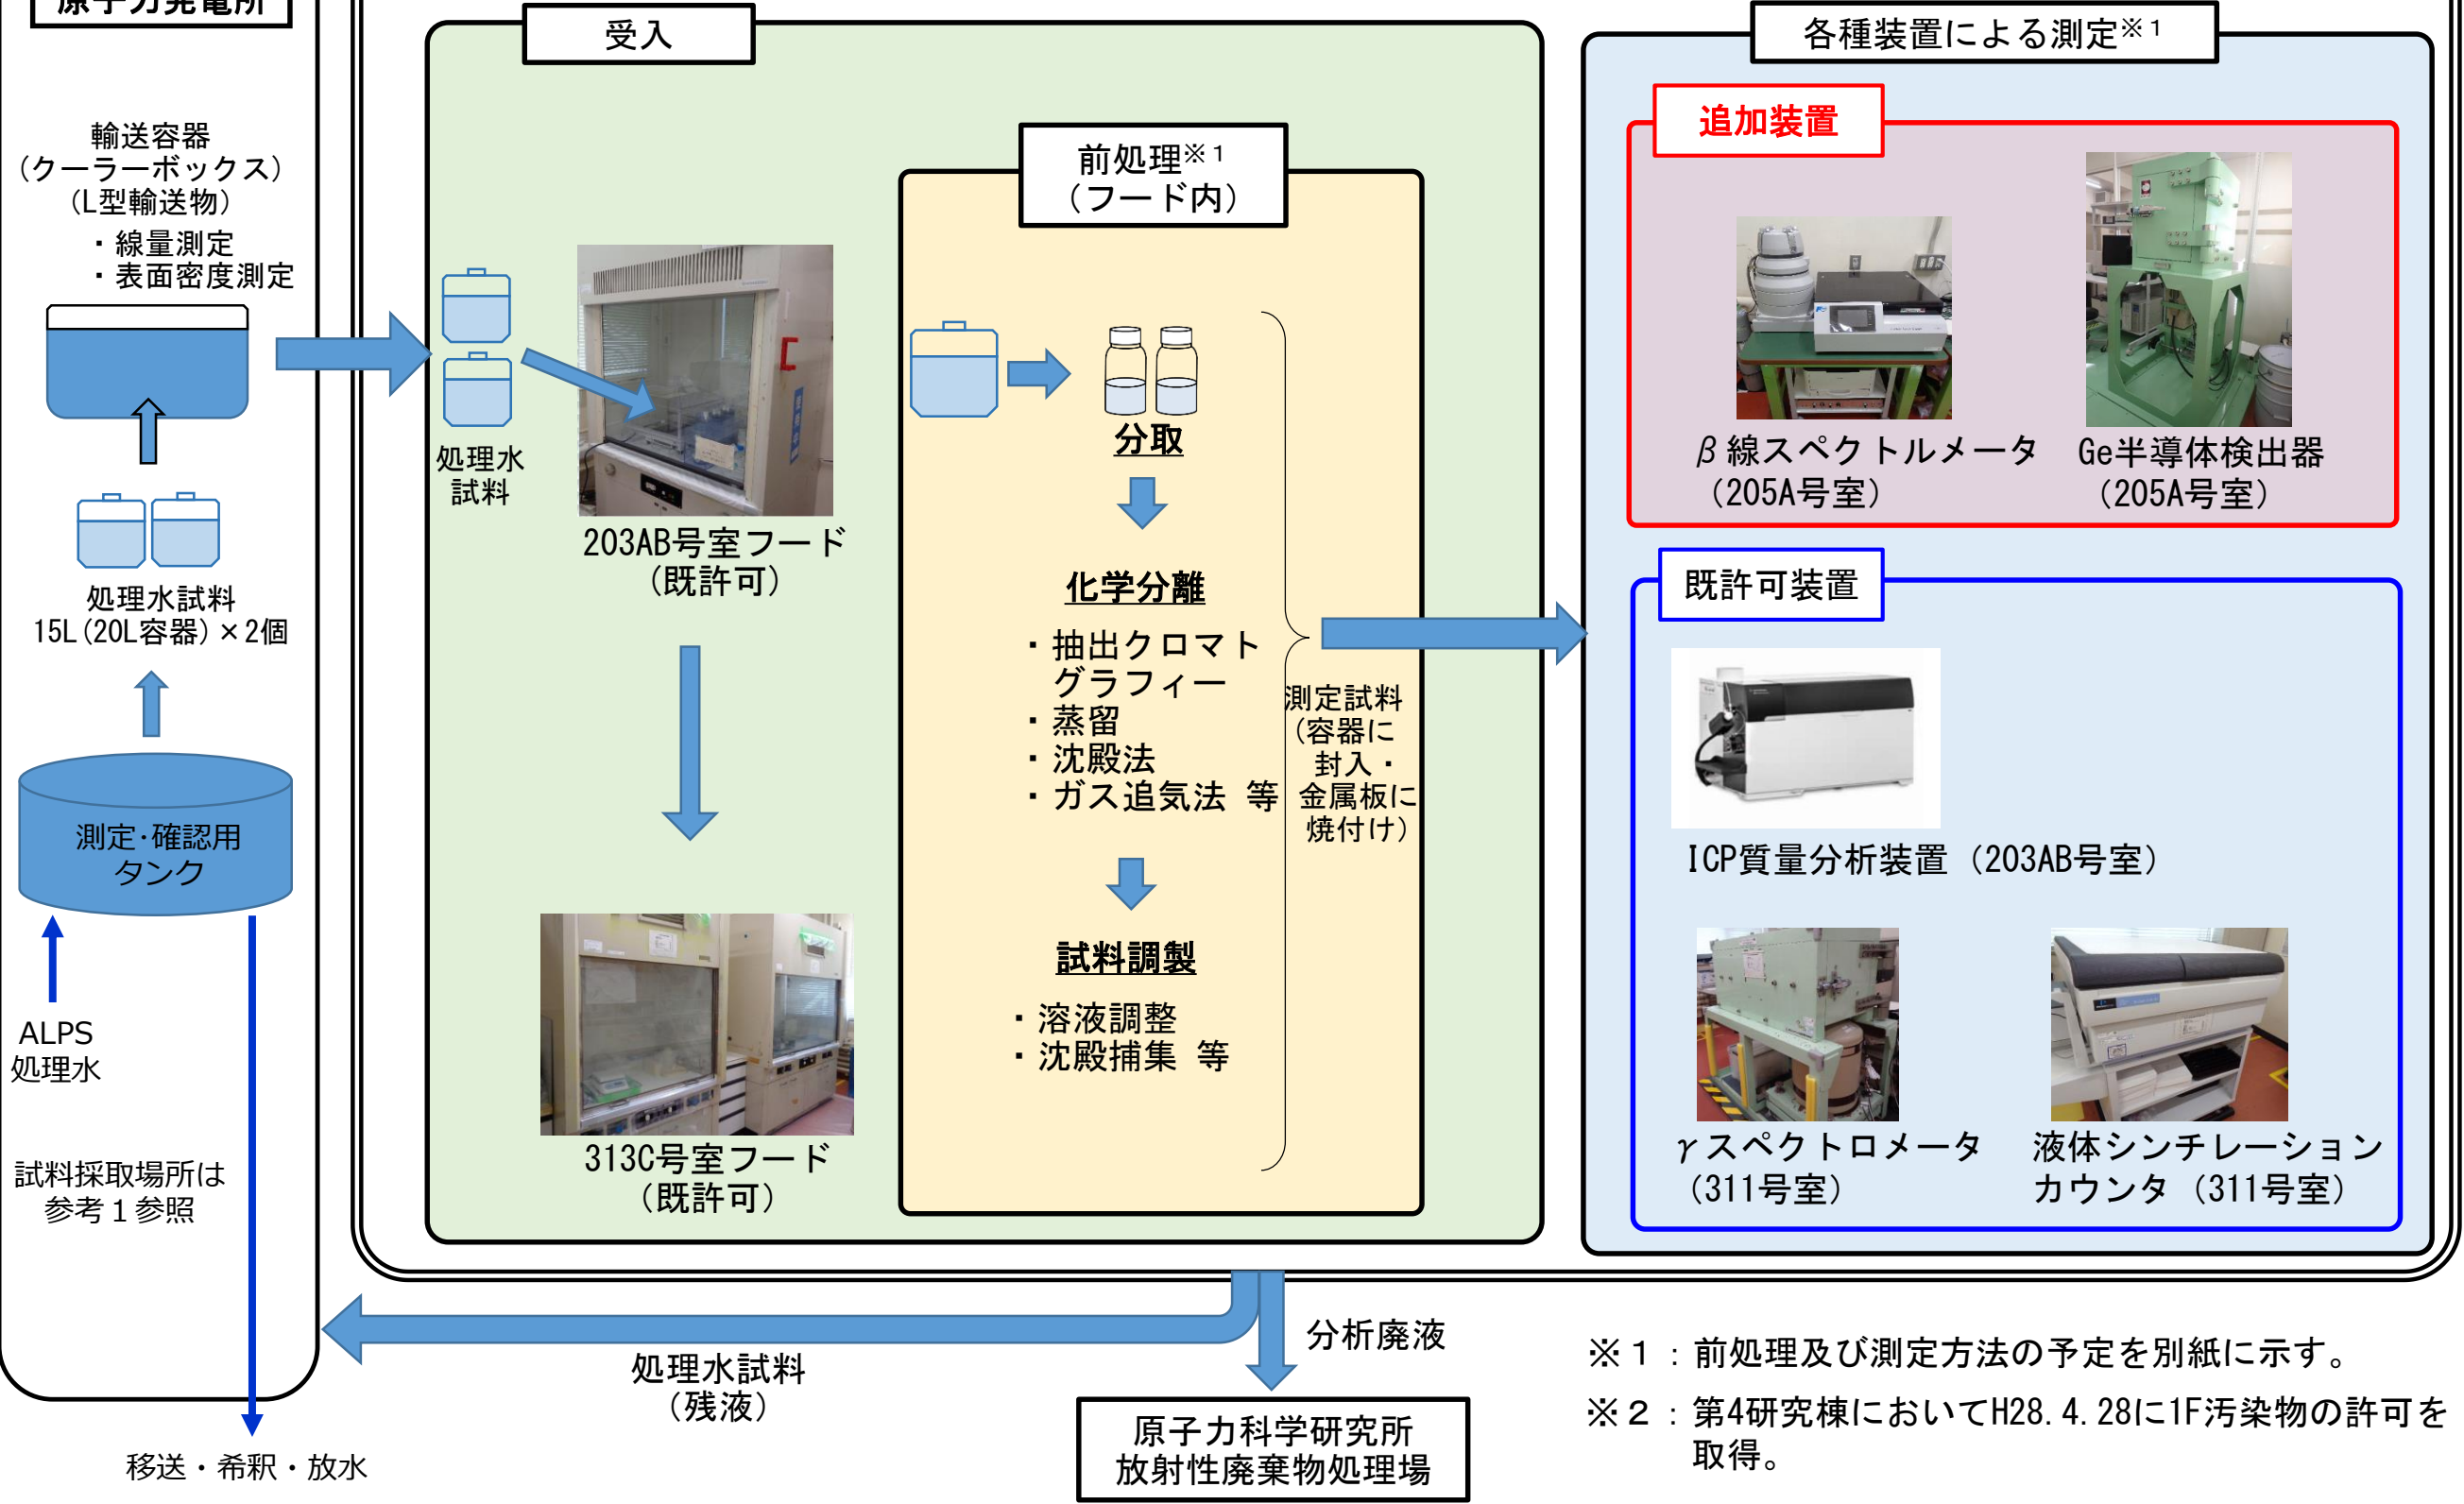 原子力発電所
輸送容器
(クーラーボックス)
(L型輸送物)
・線量測定
・表面密度測定
処理水試料
15L(20L容器)×2個
測定･確認用
タンク
ALPS
処理水
試料採取場所は
参考１参照
移送・希釈・放水
受入
処理水
試料
203AB号室フード
(既許可)
313C号室フード
(既許可)
前処理※１
(フード内)
分取
化学分離
・抽出クロマト
グラフィー
・蒸留
・沈殿法
・ガス追気法 等
試料調製
・溶液調整
・沈殿捕集 等
測定試料
(容器に
封入・
金属板に
焼付け)
各種装置による測定※１
追加装置
β線スペクトルメータ
(205A号室)
Ge半導体検出器
(205A号室)
既許可装置
ICP質量分析装置 (203AB号室)
γスペクトロメータ
(311号室)
液体シンチレーション
カウンタ (311号室)
処理水試料
(残液)
分析廃液
原子力科学研究所
放射性廃棄物処理場
※１：前処理及び測定方法の予定を別紙に示す。
※２：第4研究棟においてH28.4.28に1F汚染物の許可を
取得。